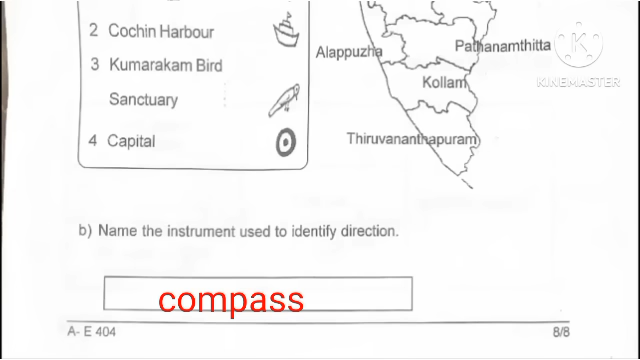 2 Cochin Harbour
3 Kumarakam Bird
Sanctuary
4 Capital
Alappuzha
Pathanamthitta
Kollam
Thiruvananthapuram
K
KINEMASTER
b) Name the instrument used to identify direction.
compass
A- E 404
8/8